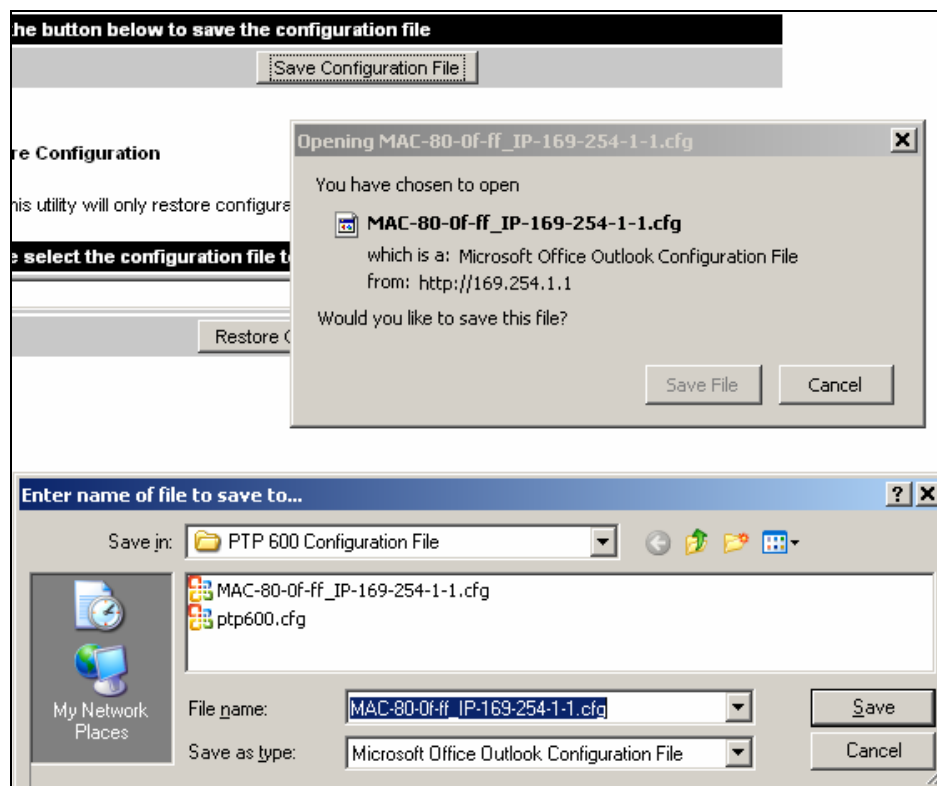 he button below to save the configuration file
Save Configuration File
re Configuration
his utility will only restore configura
e select the configuration file to
Restore C
Opening MAC-80-0f-ff_IP-169-254-1-1.cfg
You have chosen to open
MAC-80-0f-ff_IP-169-254-1-1.cfg
which is a: Microsoft Office Outlook Configuration File
from: http://169.254.1.1
Would you like to save this file?
Save File
Cancel
Enter name of file to save to...
Save in:
PTP 600 Configuration File
MAC-80-0f-ff_IP-169-254-1-1.cfg
ptp600.cfg
My Network
Places
File name:
MAC-80-0f-ff_IP-169-254-1-1.cfg
Save
Save as type:
Microsoft Office Outlook Configuration File
Cancel